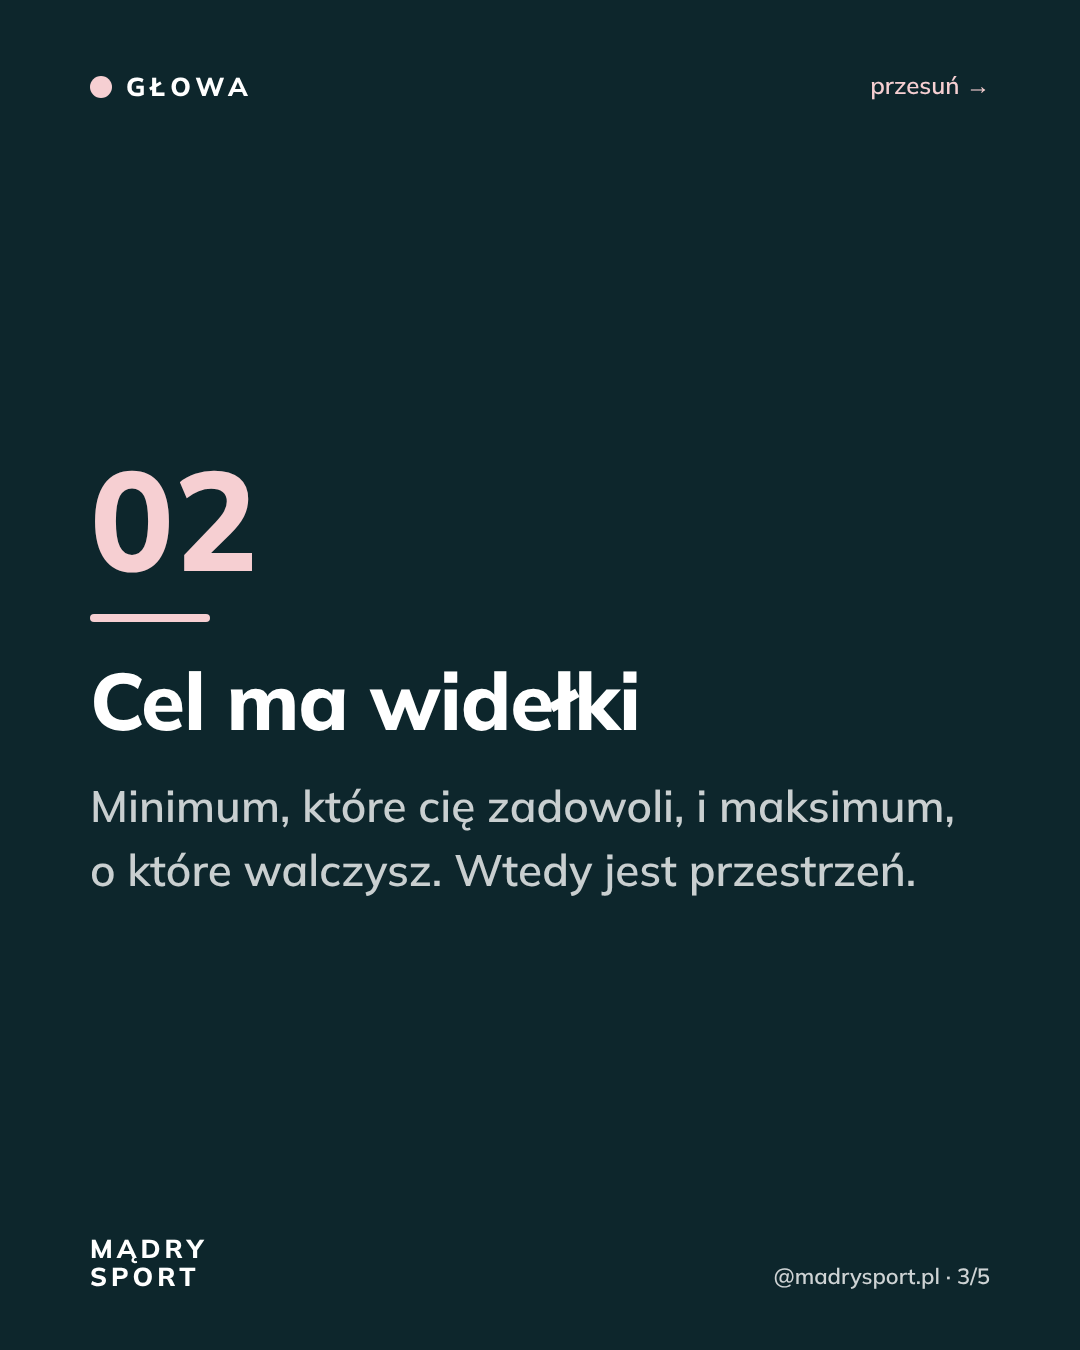 GŁOWA
przesuń →
02
Cel ma widełki
Minimum, które cię zadowoli, i maksimum,
o które walczysz. Wtedy jest przestrzeń.
MĄDRY
SPORT
@madrysport.pl · 3/5